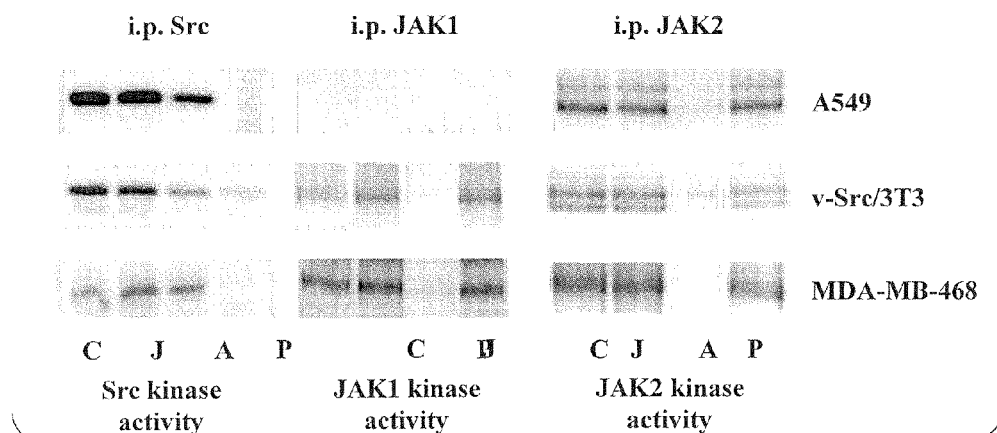 i.p. Src i.p. JAK1 i.p. JAK2
A549
v-Src/3T3
MDA-MB-468
C J A P C C J A P
Src kinase activity
JAK1 kinase activity
JAK2 kinase activity